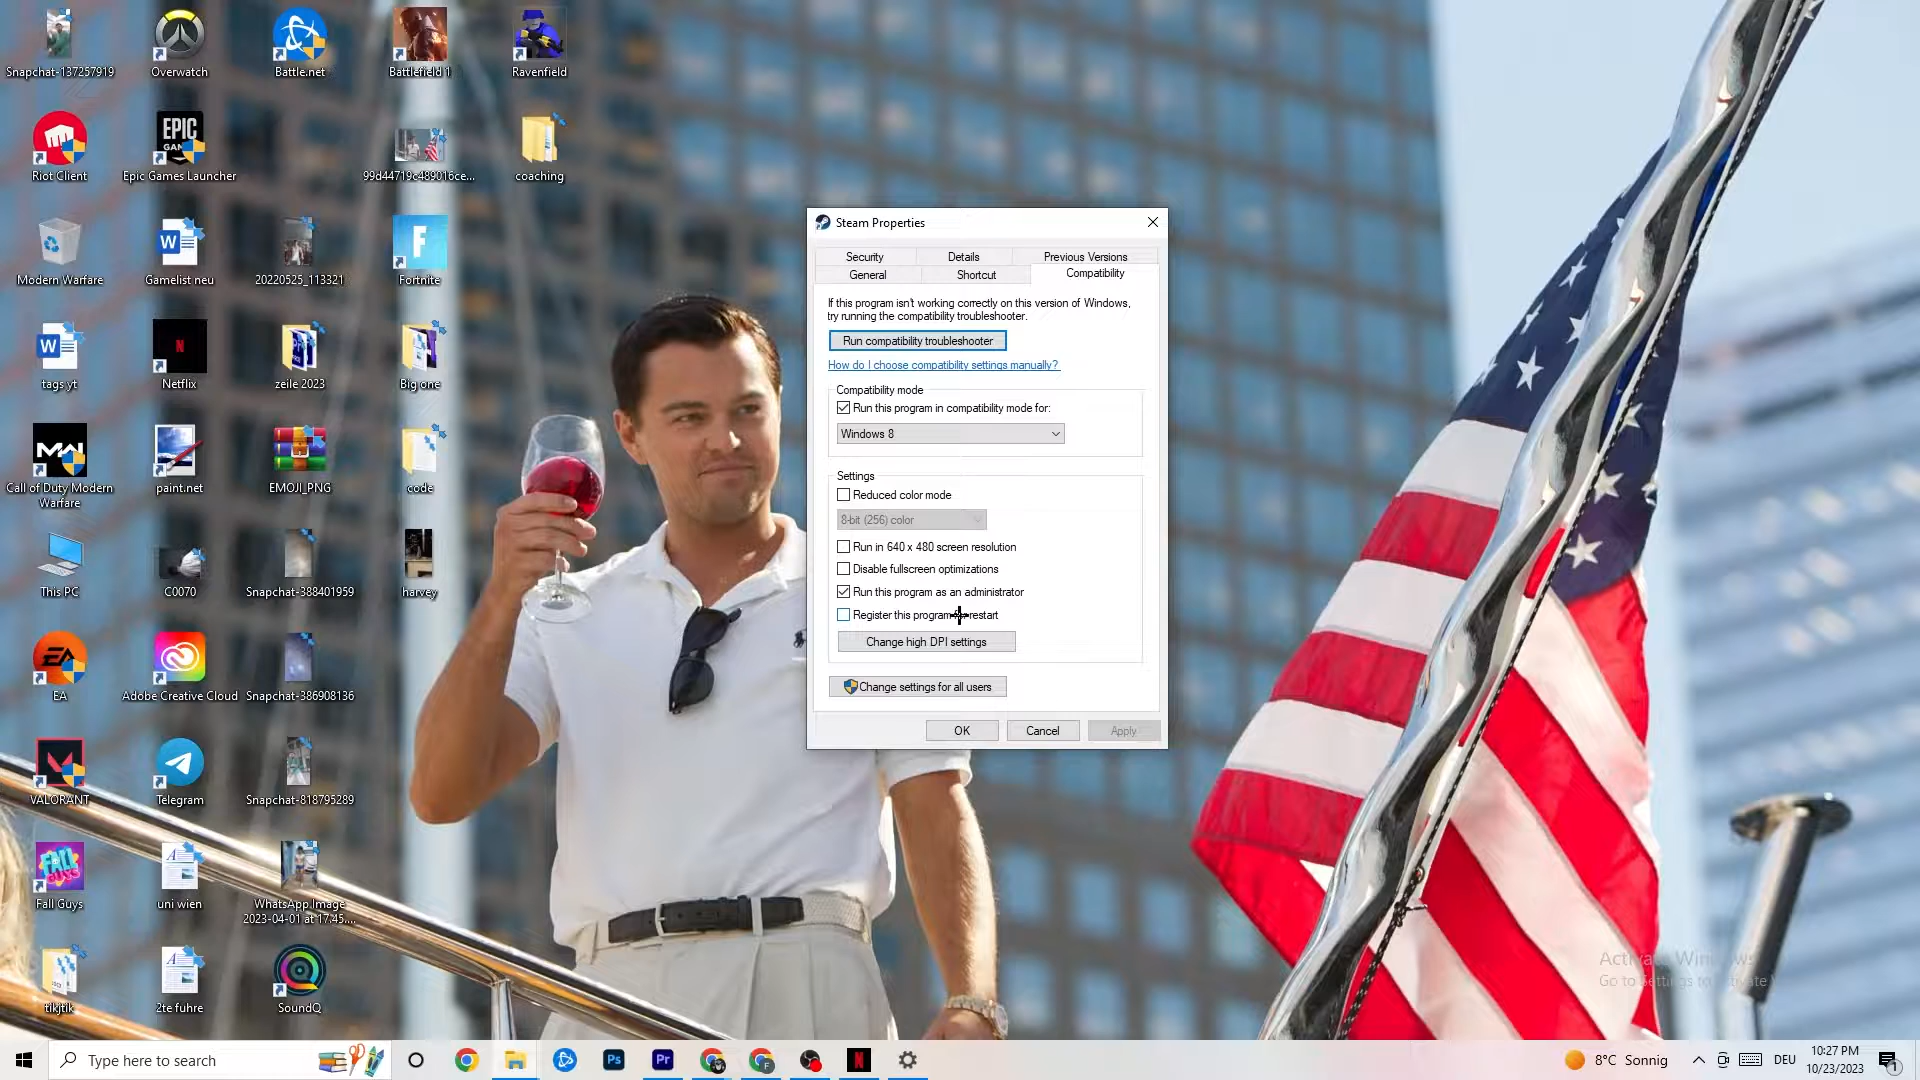 Snapchat-137257919
Overwatch
Battle.net
Battlefield 1
Ravenfield
Riot Client
EPIC
Epic Games Launcher
99d44719c489016ce...
coaching
Modern Warfare
Gamelist neu
20220525_113321
Fortnite
tags yt
Netflix
zeile 2023
Big one
Call of Duty Modern
Warfare
paint.net
EMOJI_PNG
code
This PC
C0070
Snapchat-388401959
harvey
EA
Adobe Creative Cloud
Snapchat-386908136
VALORANT
Telegram
Snapchat-818795289
Fall Guys
uni wien
WhatsApp Image
2023-04-01 at 17.45....
tikjtik
2te fuhre
SoundQ
Steam Properties
Security
Details
Previous Versions
General
Shortcut
Compatibility
If this program isn't working correctly on this version of Windows,
try running the compatibility troubleshooter.
Run compatibility troubleshooter
How do I choose compatibility settings manually?
Compatibility mode
Run this program in compatibility mode for:
Windows 8
Settings
Reduced color mode
8-bit (256) color
Run in 640 x 480 screen resolution
Disable fullscreen optimizations
Run this program as an administrator
Register this program restart
Change high DPI settings
Change settings for all users
OK
Cancel
Apply
Type here to search
Ps
Pr
8°C Sonnig
DEU
10:27 PM
10/23/2023
1